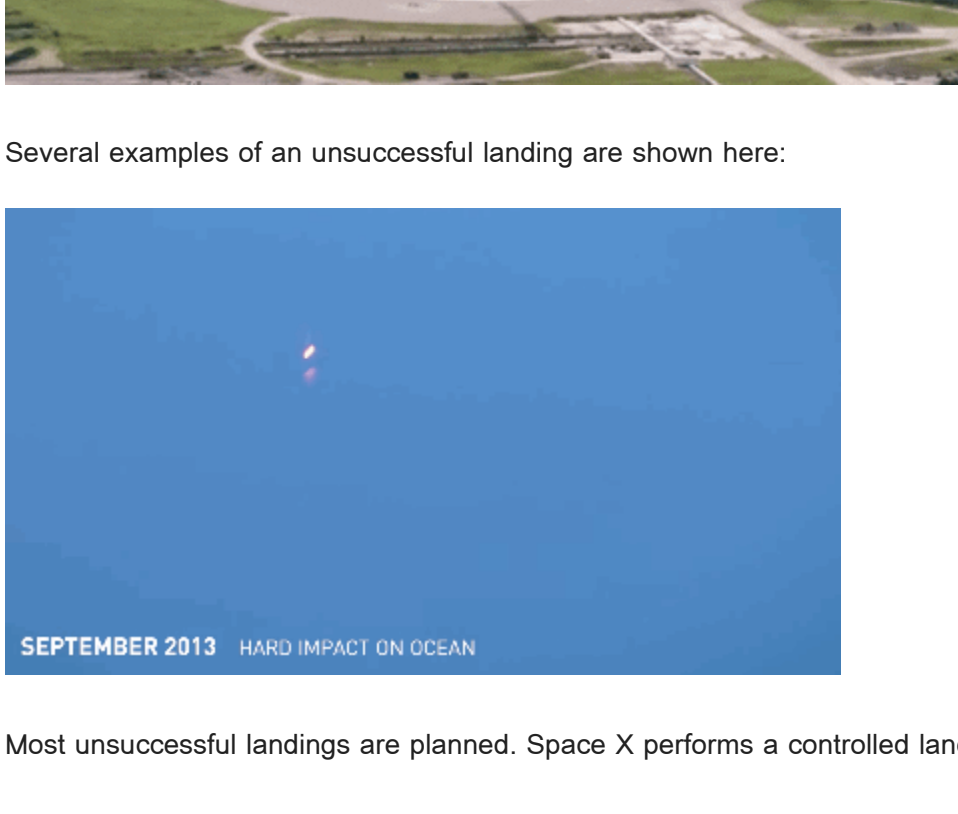 Several examples of an unsuccessful landing are shown here:
SEPTEMBER 2013 HARD IMPACT ON OCEAN
Most unsuccessful landings are planned. Space X performs a controlled